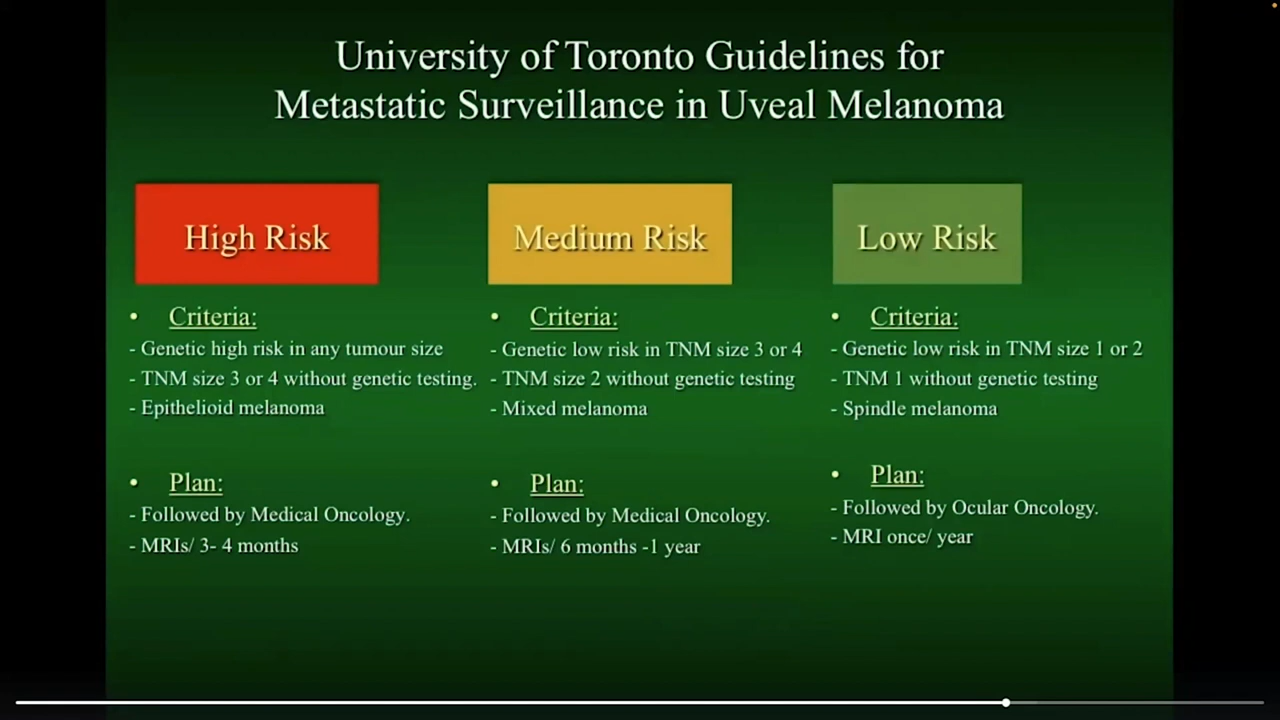 University of Toronto Guidelines for
Metastatic Surveillance in Uveal Melanoma
High Risk
• Criteria:
- Genetic high risk in any tumour size
- TNM size 3 or 4 without genetic testing.
- Epithelioid melanoma
• Plan:
- Followed by Medical Oncology.
- MRIs/ 3- 4 months
Medium Risk
• Criteria:
- Genetic low risk in TNM size 3 or 4
- TNM size 2 without genetic testing
- Mixed melanoma
• Plan:
- Followed by Medical Oncology.
- MRIs/ 6 months -1 year
Low Risk
• Criteria:
- Genetic low risk in TNM size 1 or 2
- TNM 1 without genetic testing
- Spindle melanoma
• Plan:
- Followed by Ocular Oncology.
- MRI once/ year